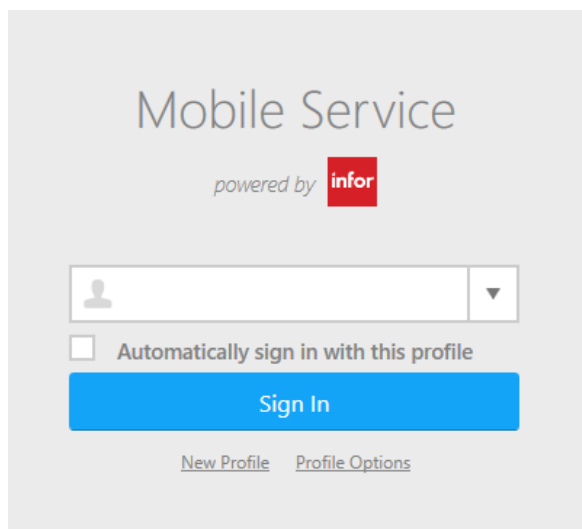 Mobile Service
powered by infor
Automatically sign in with this profile
Sign In
New Profile Profile Options